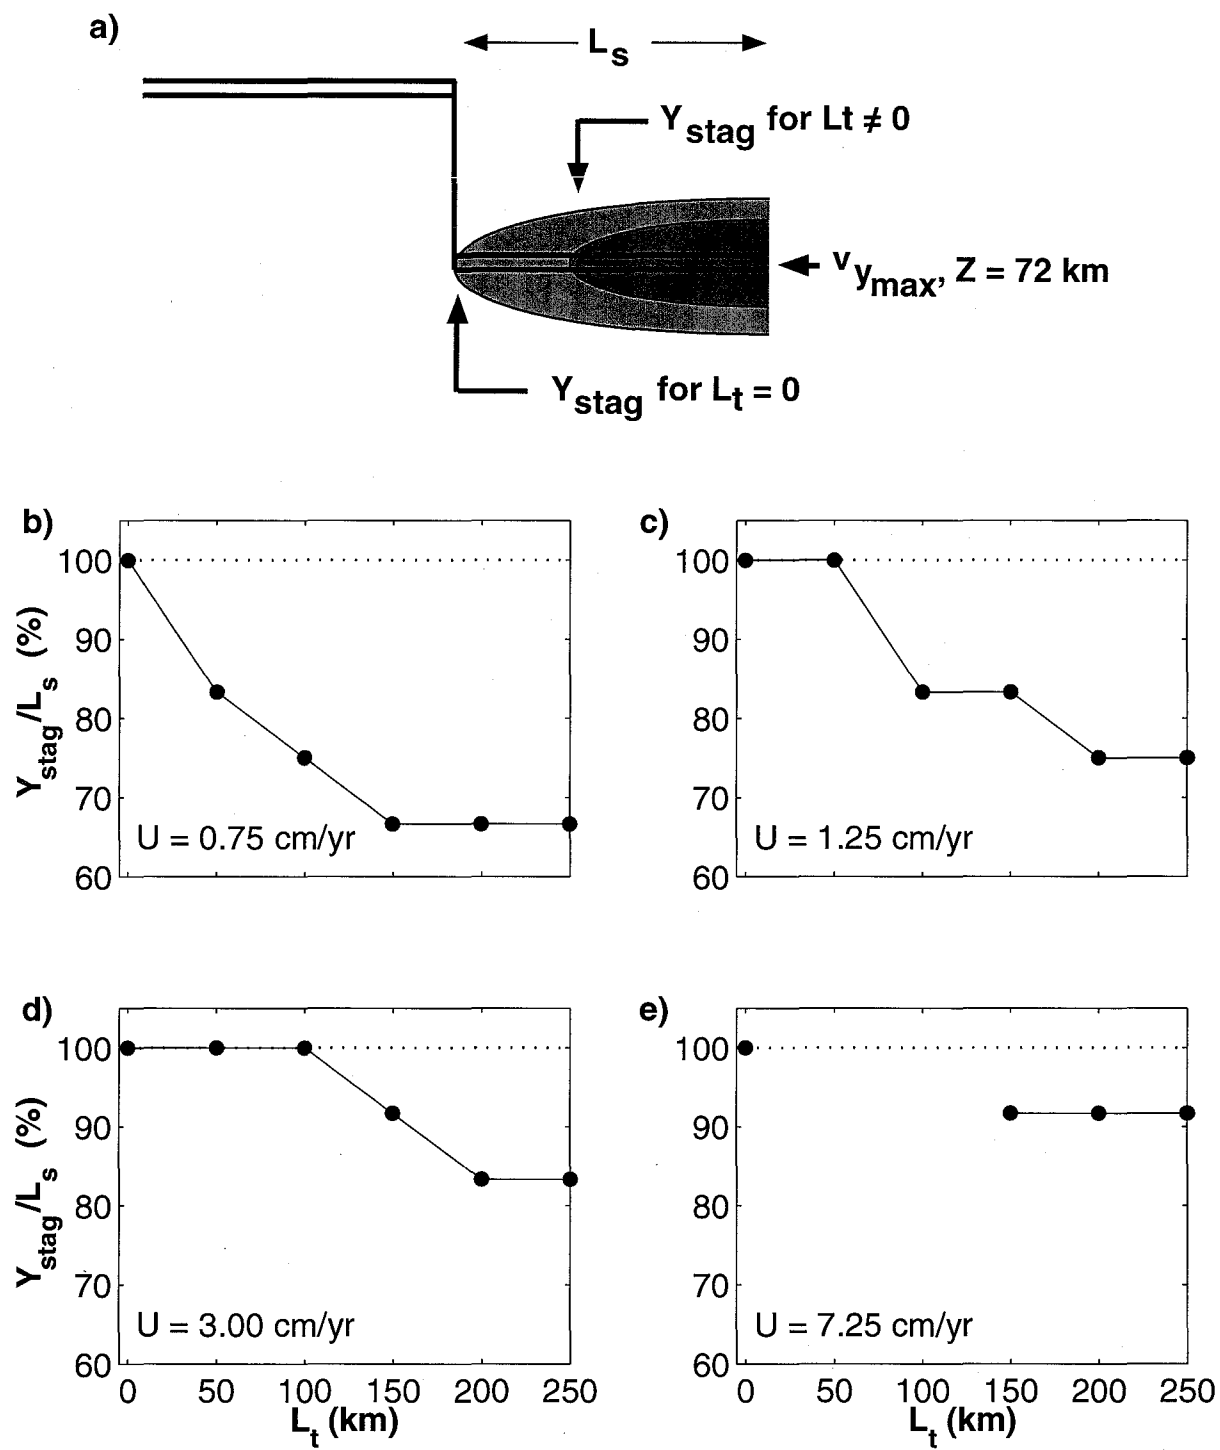 a)
L_s
Y_stag for Lt ≠ 0
v_y_max, Z = 72 km
Y_stag for L_t = 0
b)
100
90
80
70
60
Y_stag/L_s (%)
U = 0.75 cm/yr
c)
100
90
80
70
60
U = 1.25 cm/yr
d)
100
90
80
70
60
Y_stag/L_s (%)
U = 3.00 cm/yr
0 50 100 150 200 250
L_t (km)
e)
100
90
80
70
60
U = 7.25 cm/yr
0 50 100 150 200 250
L_t (km)